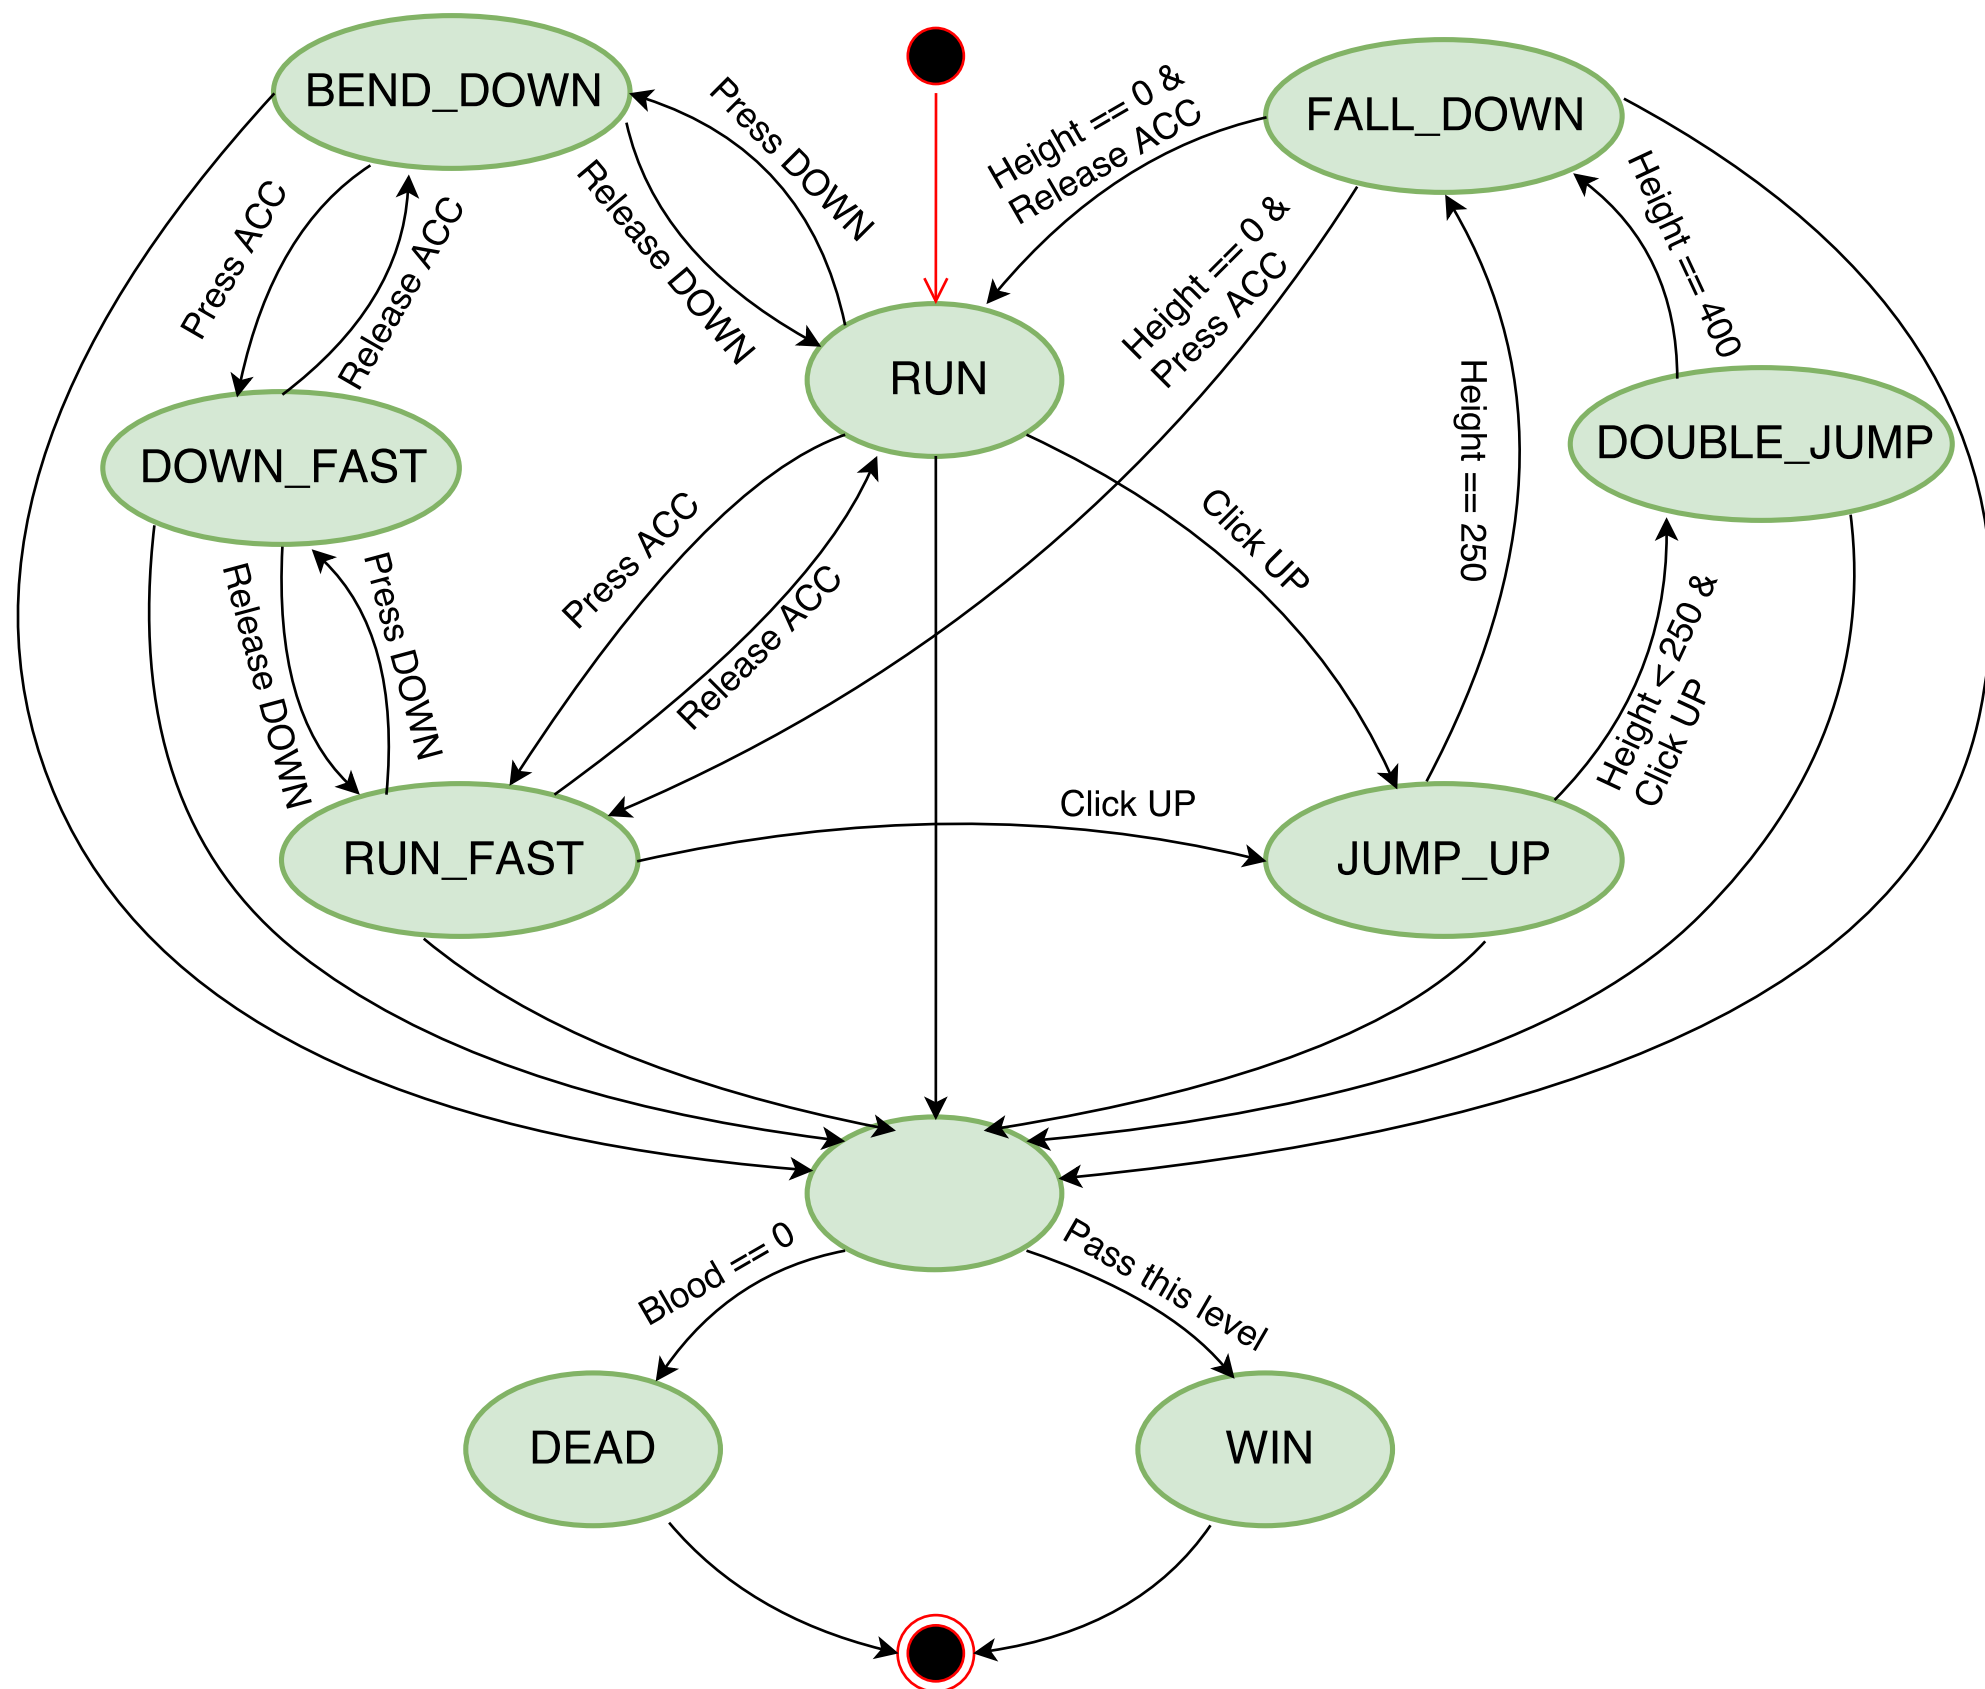 BEND_DOWN
FALL_DOWN
Press DOWN
Release DOWN
Height == 0 &
Release ACC
Height == 0 &
Press ACC
Height == 400
Press ACC
Release ACC
RUN
Height == 250
DOUBLE_JUMP
DOWN_FAST
Press ACC
Release ACC
Click UP
Release DOWN
Press DOWN
Height < 250 &
Click UP
Click UP
RUN_FAST
JUMP_UP
Blood == 0
Pass this level
DEAD
WIN